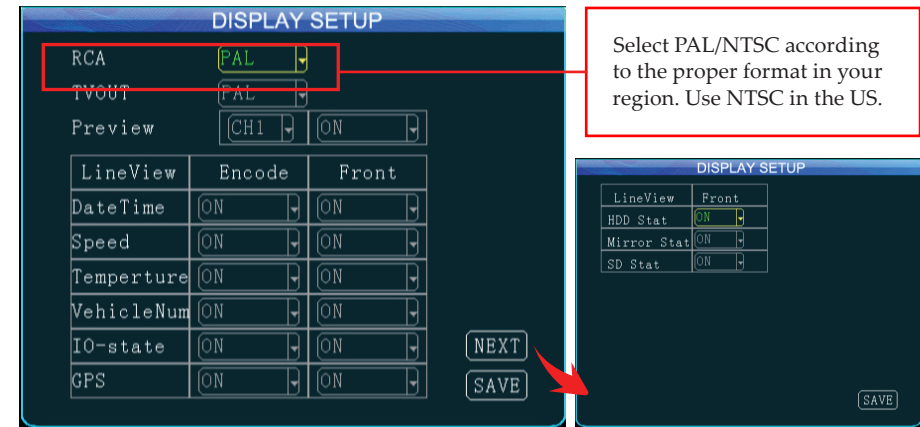 DISPLAY SETUP
RCA PAL
TVOUT PAL
Preview CH1 ON
LineView Encode Front
DateTime ON ON
Speed ON ON
Temperture ON ON
VehicleNum ON ON
IO-state ON ON
GPS ON ON
NEXT
SAVE
Select PAL/NTSC according
to the proper format in your
region. Use NTSC in the US.
DISPLAY SETUP
LineView Front
HDD Stat ON
Mirror Stat ON
SD Stat ON
SAVE